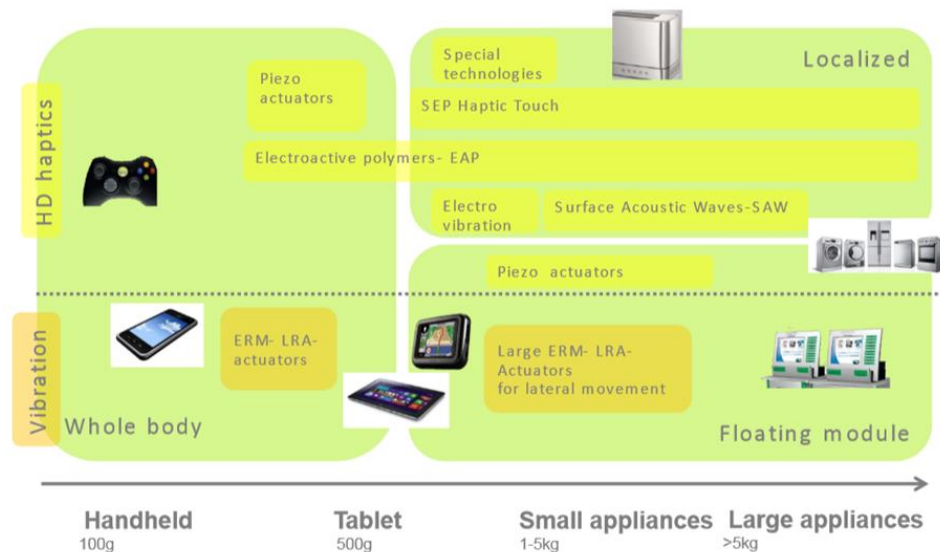 Special
technologies
Localized
Piezo
actuators
SEP Haptic Touch
HD haptics
Electroactive polymers- EAP
Electro
vibration
Surface Acoustic Waves-SAW
Piezo actuators
Vibration
ERM- LRA-
actuators
Large ERM- LRA-
Actuators
for lateral movement
Whole body
Floating module
Handheld
100g
Tablet
500g
Small appliances
1-5kg
Large appliances
>5kg